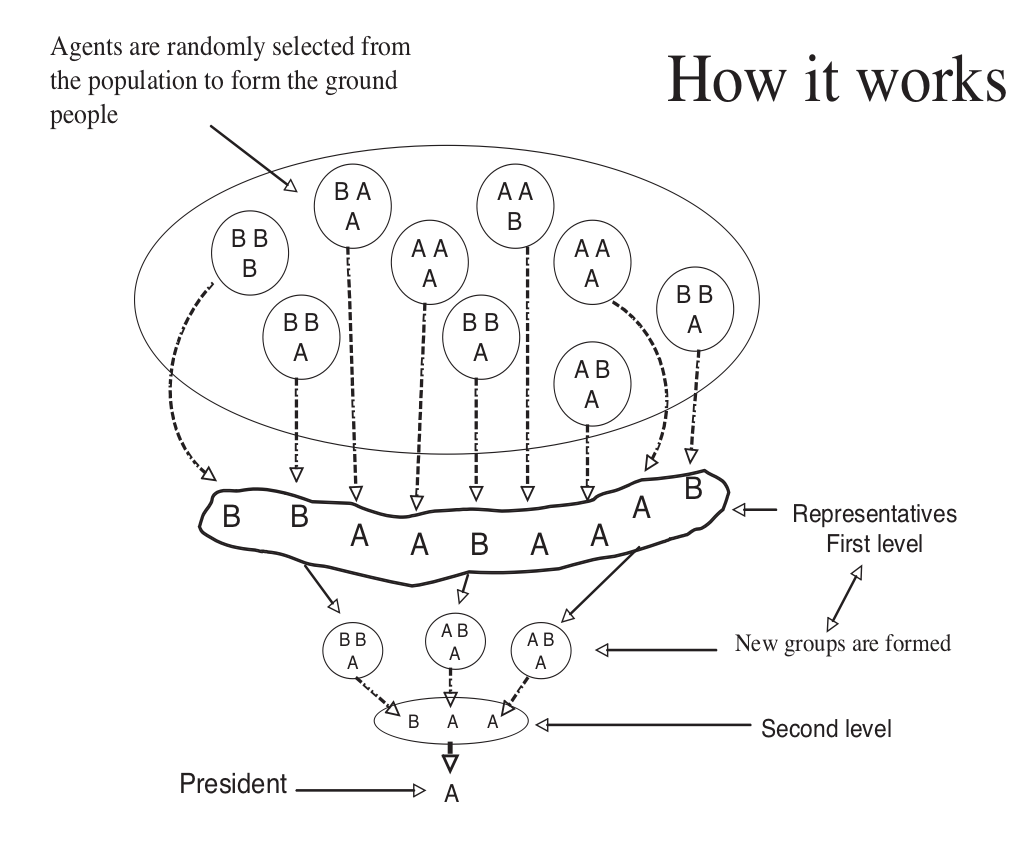 Agents are randomly selected from
the population to form the ground
people
How it works
B A
A
A A
B
B B
B
A A
A
A A
A
B B
A
B B
A
B B
A
A B
A
B B A A B A A A B
Representatives
First level
B B
A
A B
A
A B
A
New groups are formed
B A A
Second level
President
A